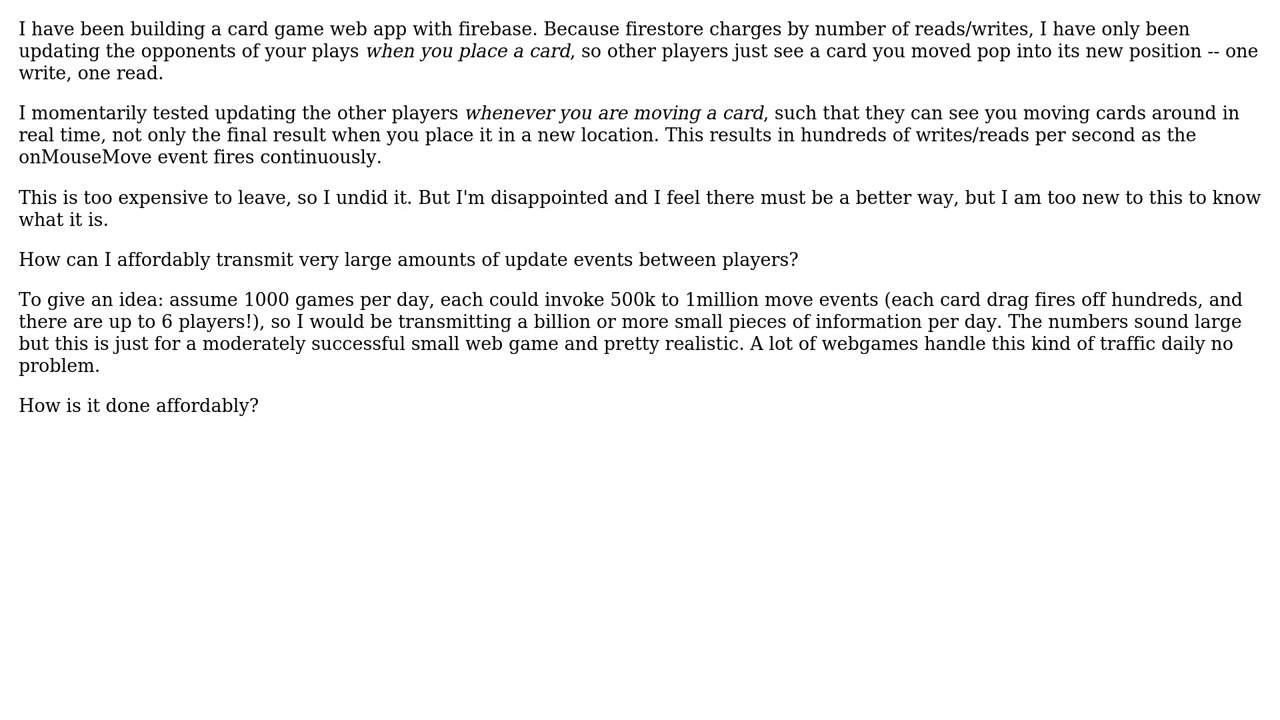 I have been building a card game web app with firebase. Because firestore charges by number of reads/writes, I have only been
updating the opponents of your plays when you place a card, so other players just see a card you moved pop into its new position -- one
write, one read.
I momentarily tested updating the other players whenever you are moving a card, such that they can see you moving cards around in
real time, not only the final result when you place it in a new location. This results in hundreds of writes/reads per second as the
onMouseMove event fires continuously.
This is too expensive to leave, so I undid it. But I'm disappointed and I feel there must be a better way, but I am too new to this to know
what it is.
How can I affordably transmit very large amounts of update events between players?
To give an idea: assume 1000 games per day, each could invoke 500k to 1million move events (each card drag fires off hundreds, and
there are up to 6 players!), so I would be transmitting a billion or more small pieces of information per day. The numbers sound large
but this is just for a moderately successful small web game and pretty realistic. A lot of webgames handle this kind of traffic daily no
problem.
How is it done affordably?